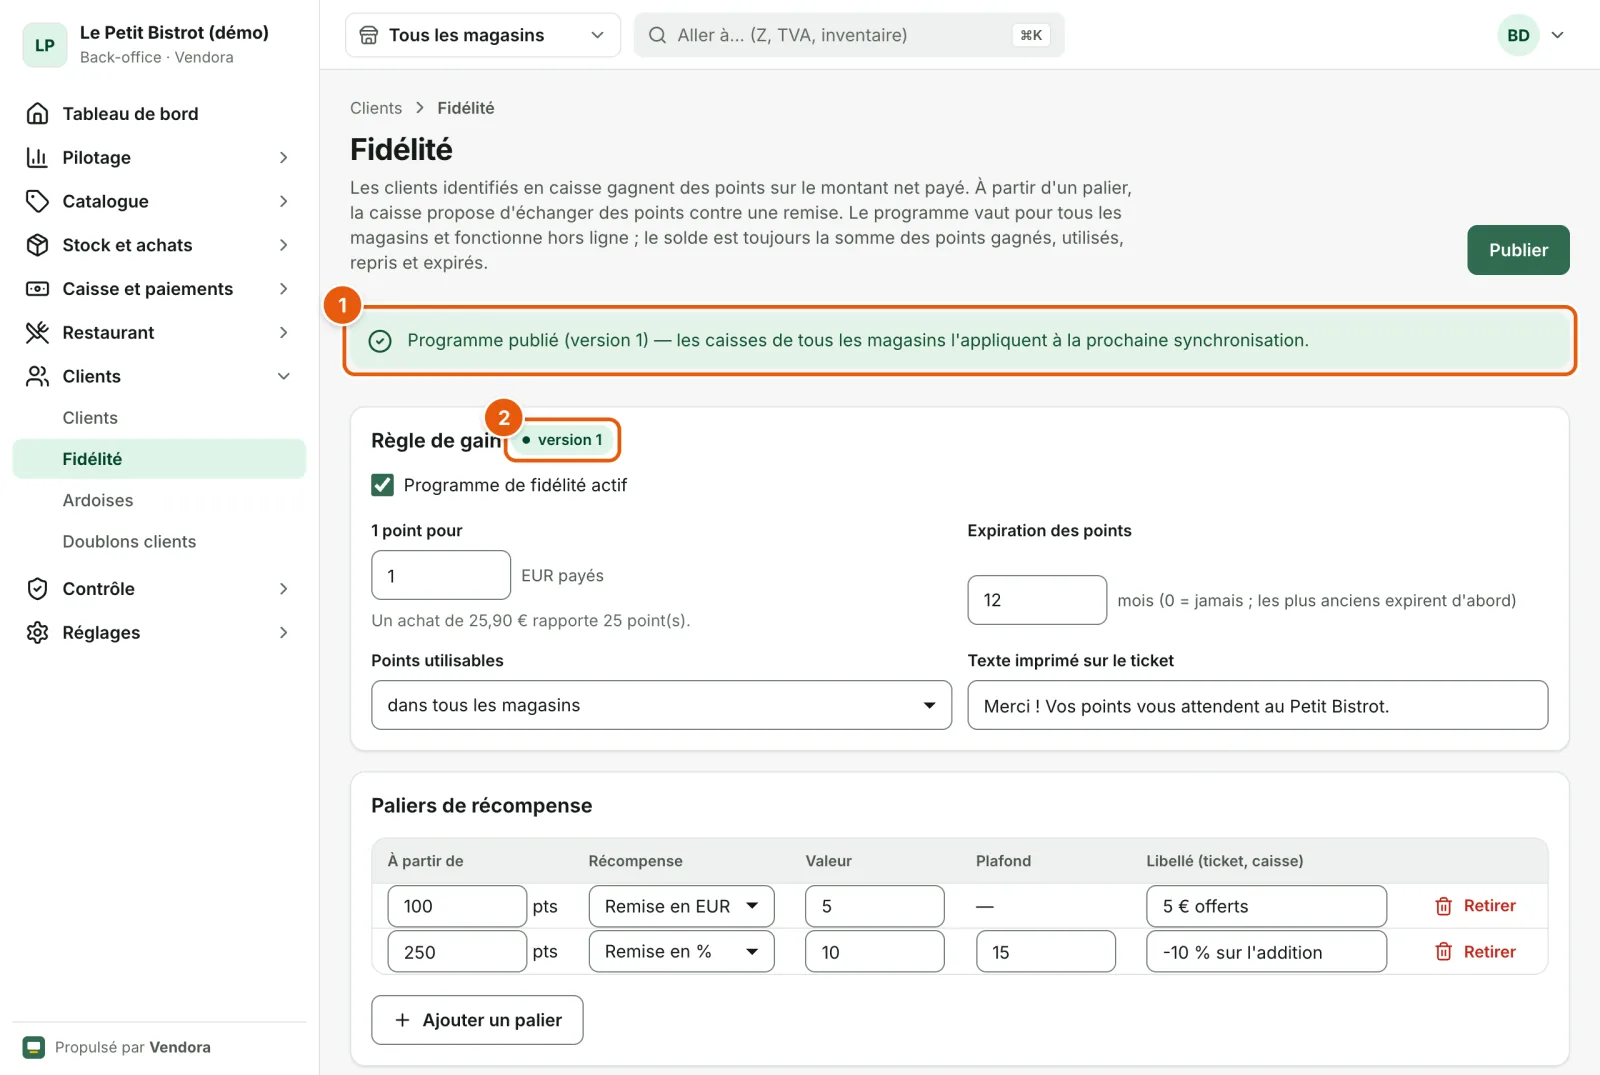 LP
Le Petit Bistrot (démo)
Back-office · Vendora
Tous les magasins
Aller à... (Z, TVA, inventaire)
⌘K
BD
Tableau de bord
Pilotage
Catalogue
Stock et achats
Caisse et paiements
Restaurant
Clients
Clients
Fidélité
Ardoises
Doublons clients
Contrôle
Réglages
Propulsé par Vendora
Clients > Fidélité
Fidélité
Les clients identifiés en caisse gagnent des points sur le montant net payé. À partir d'un palier,
la caisse propose d'échanger des points contre une remise. Le programme vaut pour tous les
magasins et fonctionne hors ligne ; le solde est toujours la somme des points gagnés, utilisés,
repris et expirés.
Publier
1
Programme publié (version 1) — les caisses de tous les magasins l'appliquent à la prochaine synchronisation.
2
Règle de gain
version 1
Programme de fidélité actif
1 point pour
1
EUR payés
Un achat de 25,90 € rapporte 25 point(s).
Expiration des points
12
mois (0 = jamais ; les plus anciens expirent d'abord)
Points utilisables
dans tous les magasins
Texte imprimé sur le ticket
Merci ! Vos points vous attendent au Petit Bistrot.
Paliers de récompense
À partir de Récompense Valeur Plafond Libellé (ticket, caisse)
100 pts Remise en EUR 5 — 5 € offerts Retirer
250 pts Remise en % 10 15 -10 % sur l'addition Retirer
+ Ajouter un palier